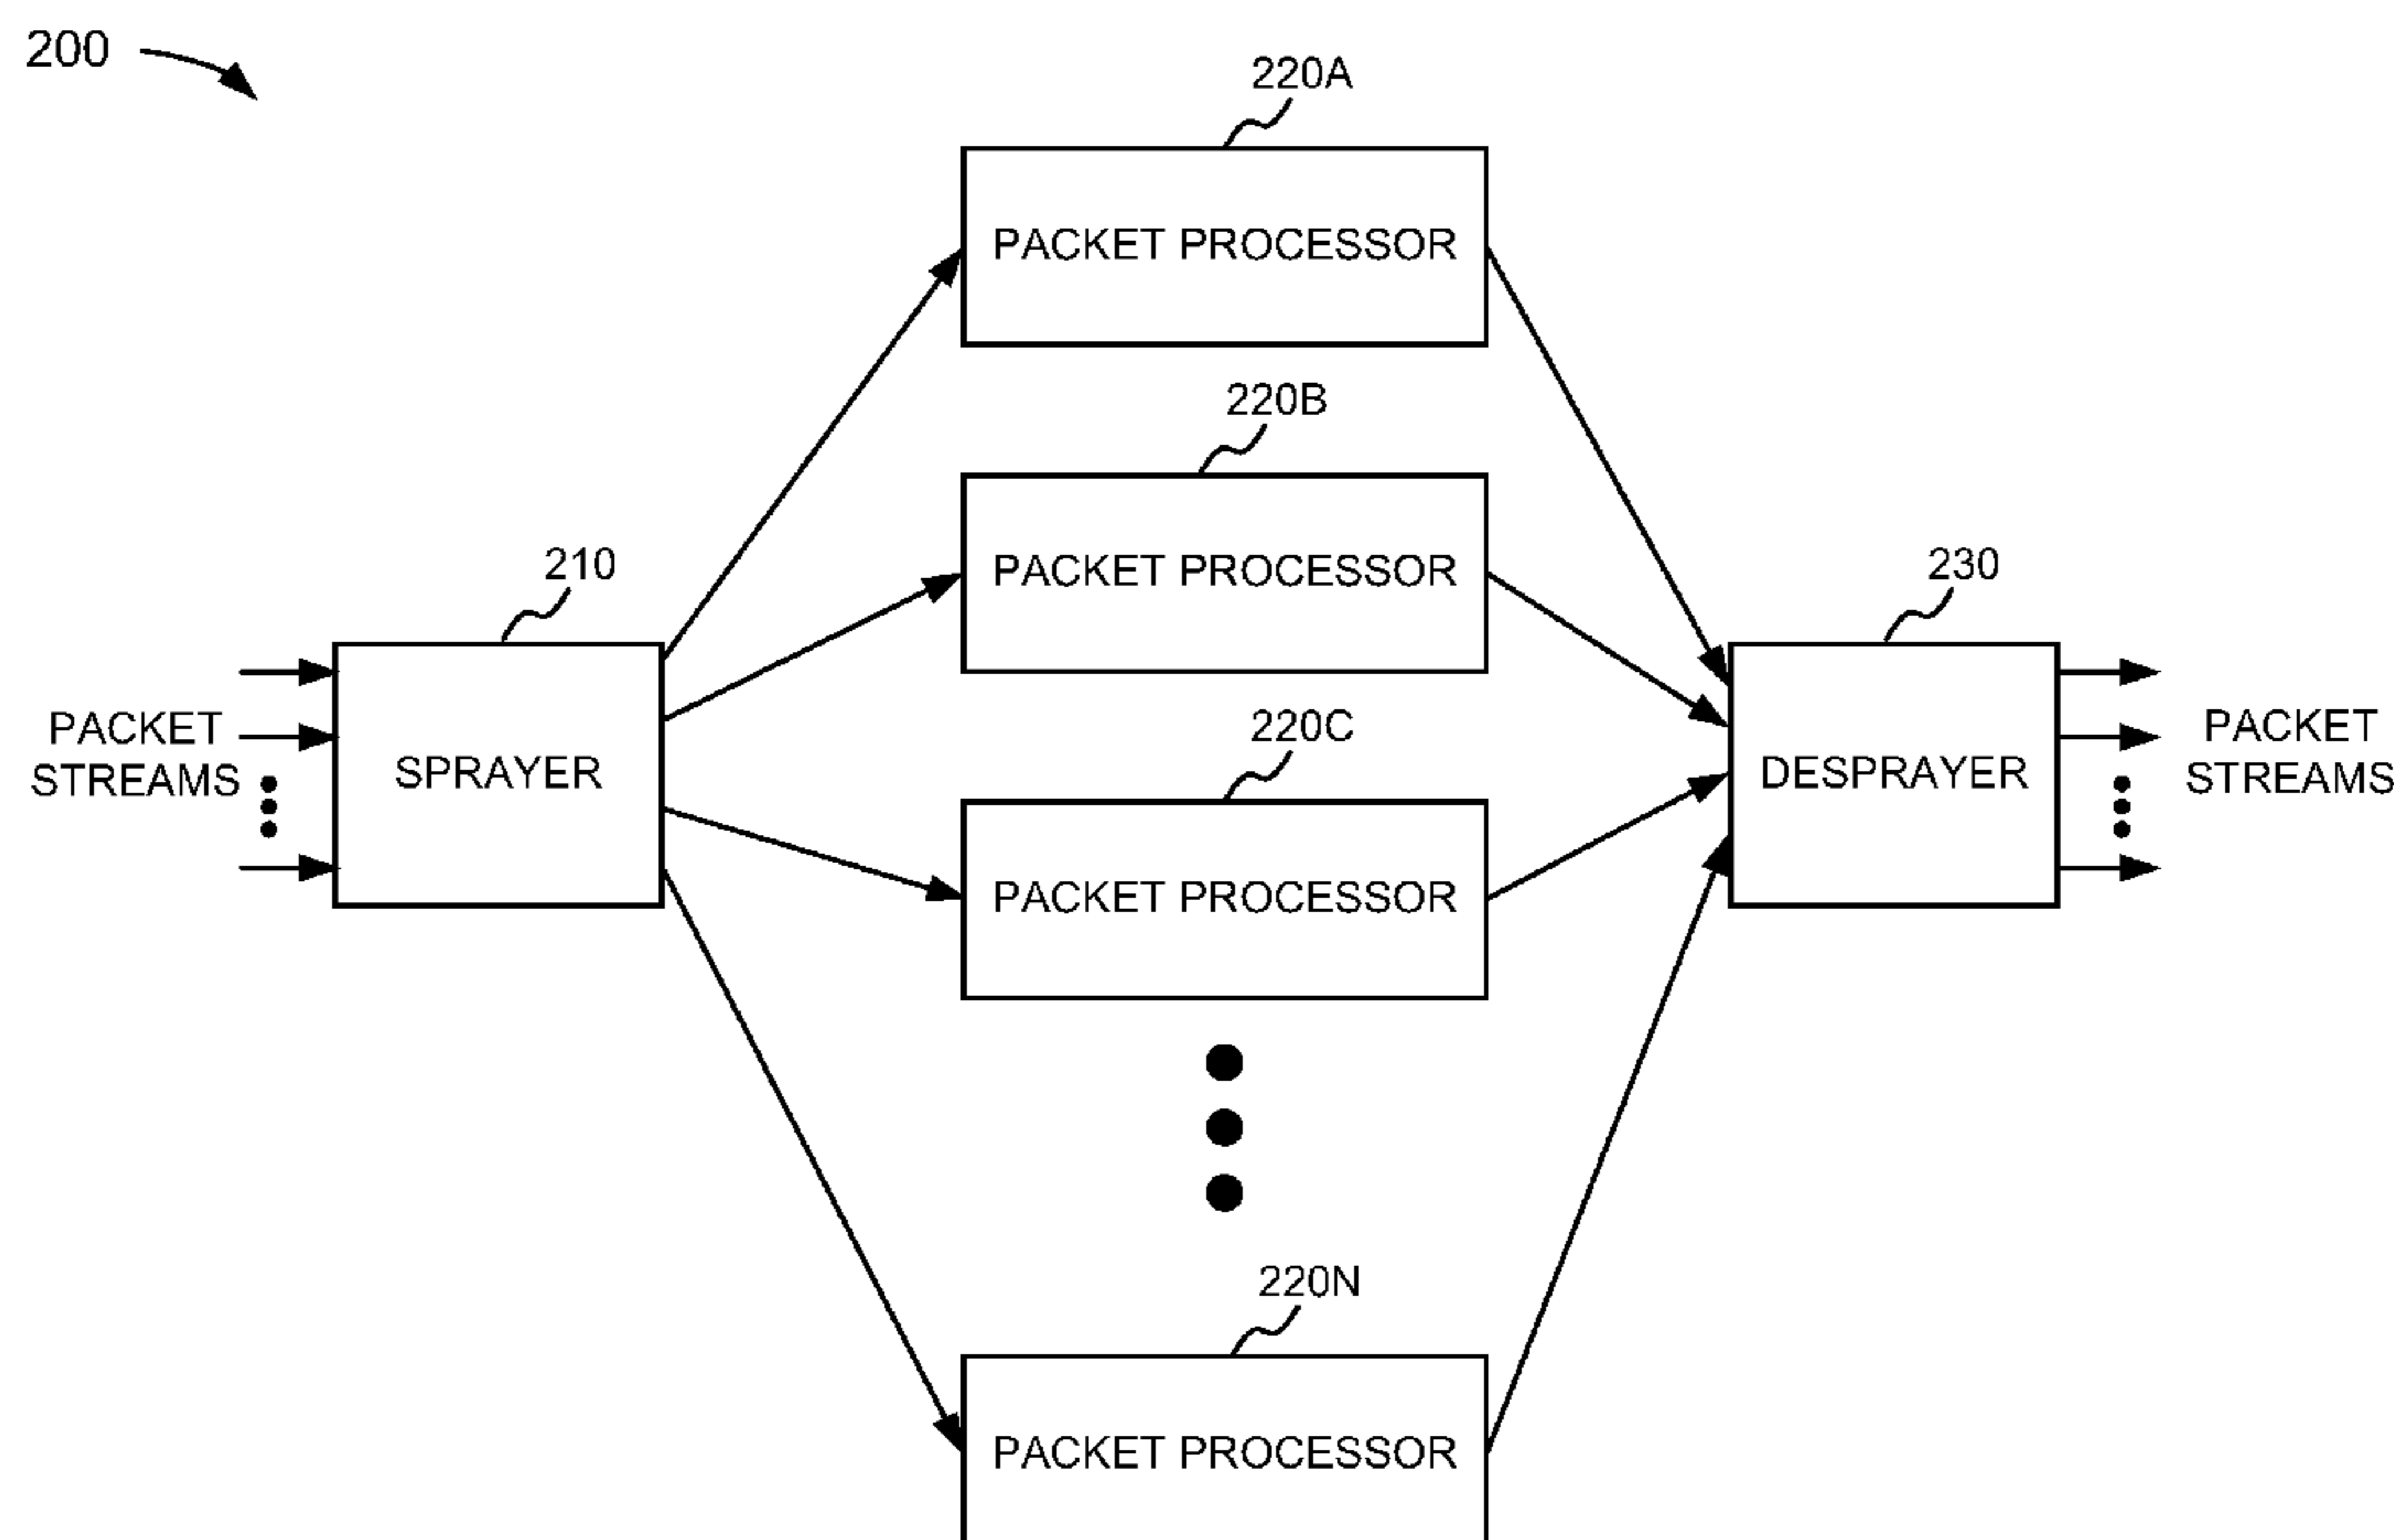 200
220A
PACKET PROCESSOR
220B
PACKET PROCESSOR
210
230
PACKET
STREAMS
SPRAYER
220C
PACKET PROCESSOR
DESPRAYER
PACKET
STREAMS
220N
PACKET PROCESSOR